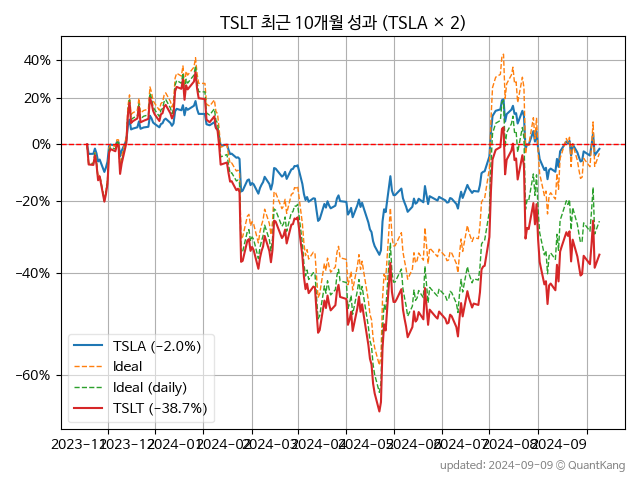 TSLT 최근 10개월 성과 (TSLA × 2)
40%
20%
0%
−20%
−40%
−60%
TSLA (−2.0%)
Ideal
Ideal (daily)
TSLT (−38.7%)
2023-11 2023-12 2024-01 2024-02 2024-03 2024-04 2024-05 2024-06 2024-07 2024-08 2024-09
updated: 2024-09-09 @ QuantKang